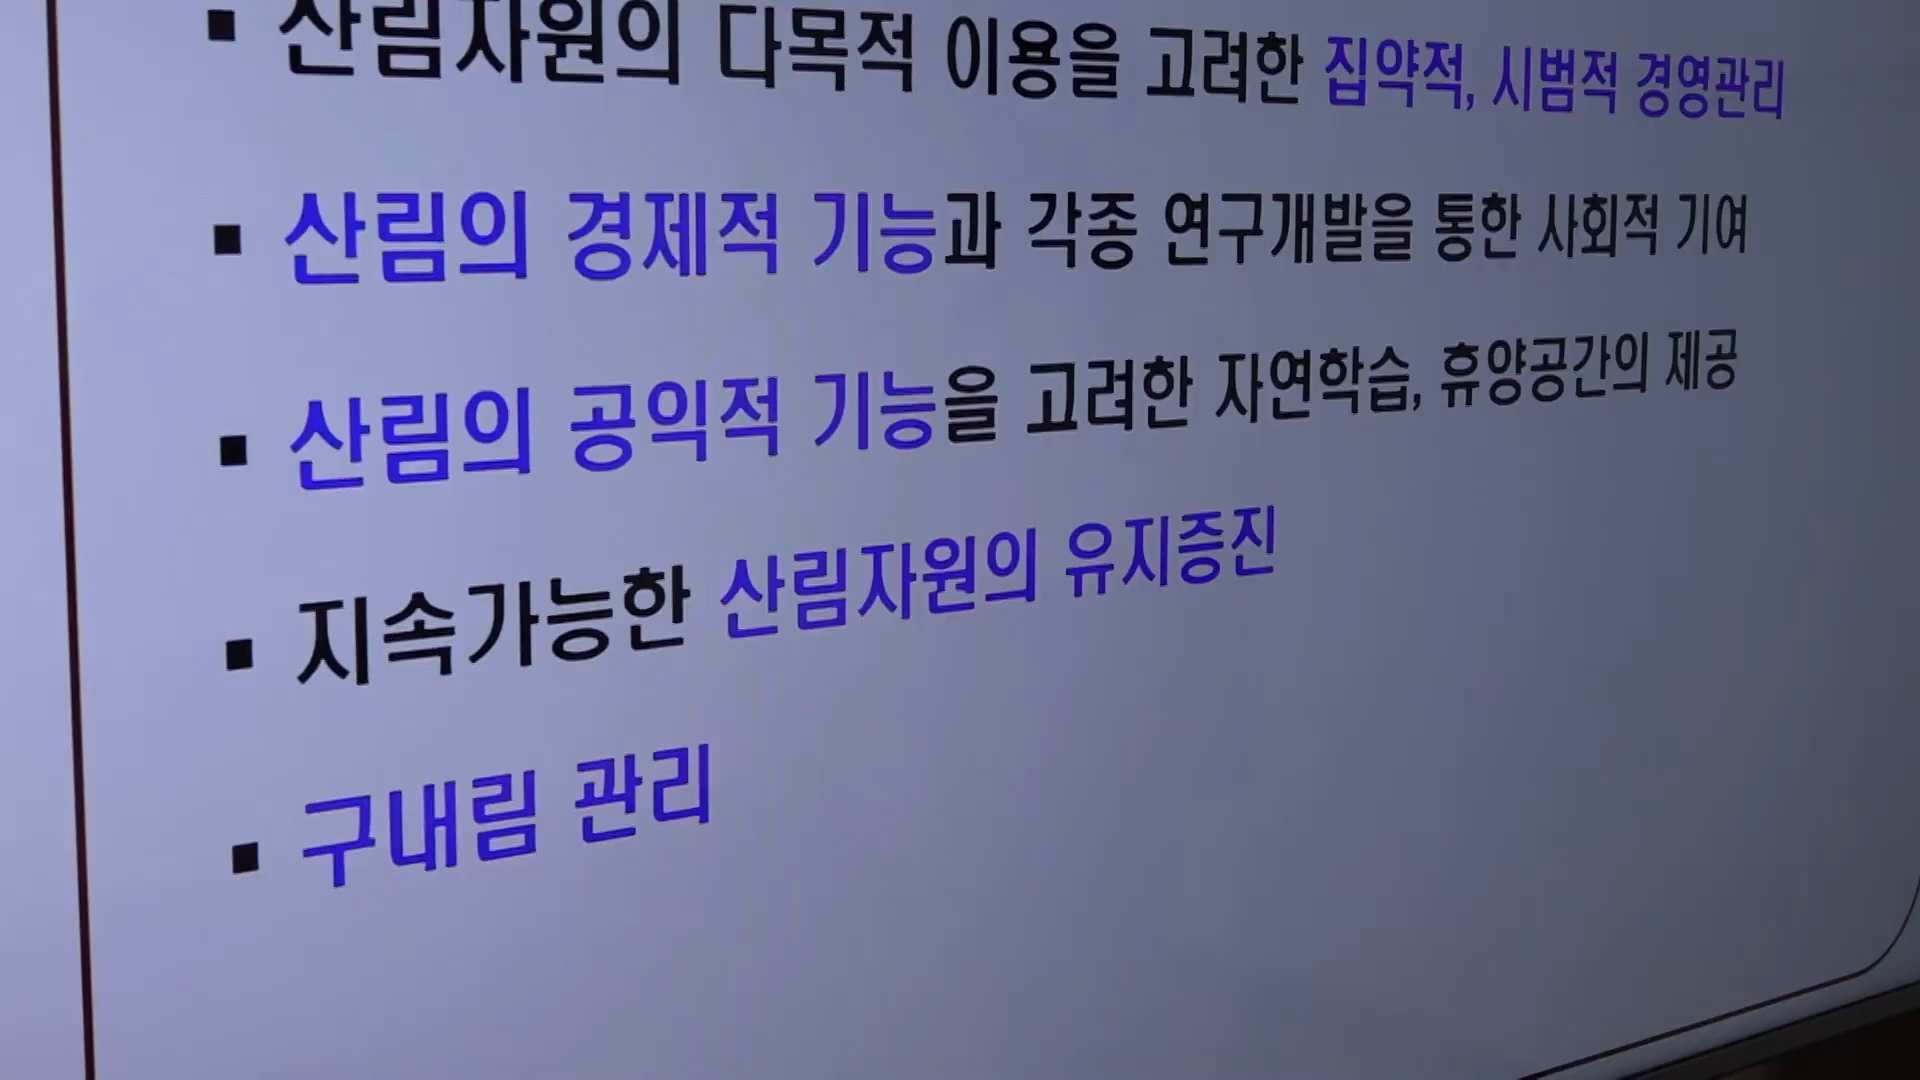 ▪ 산림자원의 다목적 이용을 고려한 집약적, 시범적 경영관리
▪ 산림의 경제적 기능과 각종 연구개발을 통한 사회적 기여
▪ 산림의 공익적 기능을 고려한 자연학습, 휴양공간의 제공
▪ 지속가능한 산림자원의 유지증진
▪ 구내림 관리